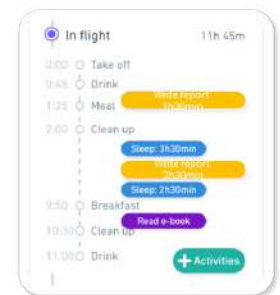 In flight 11h 45m
0:00 Take off
0:45 Drink
Write report
1h30min
1:25 Meal
2:00 Clean up
Sleep: 3h30min
Write report
2h30min
Sleep: 2h30min
9:50 Breakfast
Read e-book
10:30 Clean up
11:00 Drink
+ Activities